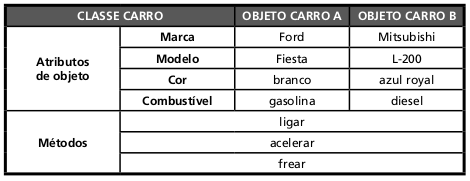 CLASSE CARRO OBJETO CARRO A OBJETO CARRO B
Atributos de objeto
Marca Ford Mitsubishi
Modelo Fiesta L-200
Cor branco azul royal
Combustível gasolina diesel
Métodos
ligar
acelerar
frear